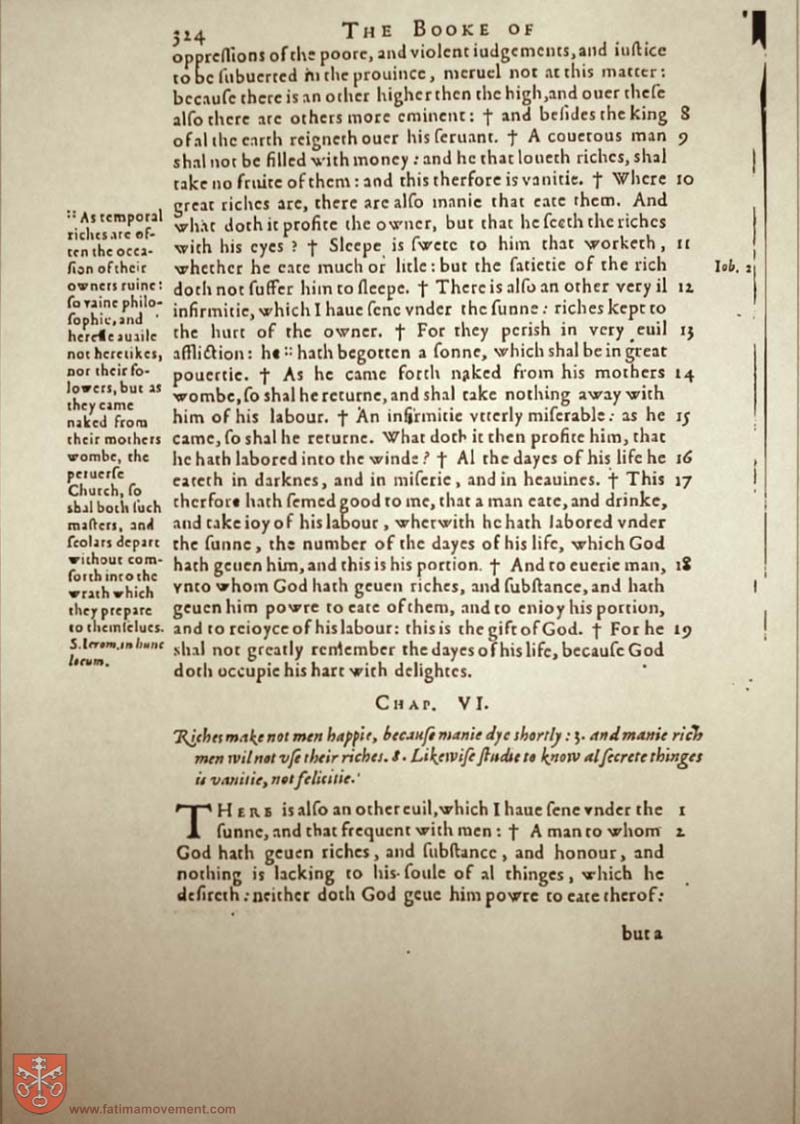 324
THE BOOKE OF
oppreſſions of the poore, and violent iudgements, and iuſtice
to be ſubuerted in the prouince, meruel not at this matter:
becauſe there is an other higher then the high, and ouer theſe
alſo there are others more eminent: † and beſides the king 8
of al the earth reigneth ouer his ſeruant. † A couetous man 9
shal not be filled with money: and he that loueth riches, shal
take no fruite of them: and this therfore is vanitie. † Where 10
great riches are, there are alſo manie that eate them. And
what doth it profite the owner, but that he ſeeth the riches
with his eyes? † Sleepe is ſwete to him that worketh, 11
whether he eate much or litle: but the ſatietie of the rich
doth not ſuffer him to ſleepe. † There is alſo an other very il 12
infirmitie, which I haue ſene vnder the ſunne: riches kept to
the hurt of the owner. † For they perish in very euil 13
affliction: he :: hath begotten a ſonne, which shal be in great
pouertie. † As he came forth naked from his mothers 14
wombe, ſo shal he returne, and shal take nothing away with
him of his labour. † An infirmitie vtterly miſerable: as he 15
came, ſo shal he returne. What doth it then profite him, that
he hath labored into the winde? † Al the dayes of his life he 16
eateth in darknes, and in miſerie, and in heauines. † This 17
therfore hath ſemed good to me, that a man eate, and drinke,
and take ioy of his labour, wherwith he hath labored vnder
the ſunne, the number of the dayes of his life, which God
hath geuen him, and this is his portion. † And to euerie man, 18
vnto whom God hath geuen riches, and ſubſtance, and hath
geuen him powre to eate of them, and to enioy his portion,
and to reioyce of his labour: this is the gift of God. † For he 19
shal not greatly remember the dayes of his life, becauſe God
doth occupie his hart with delightes.
:: As temporal
riches are of-
ten the occa-
ſion of their
owners ruine:
ſo vaine philo-
ſophie, and
hereſie auaile
not heretikes,
nor their fo-
lowers, but as
they came
naked from
their mothers
wombe, the
peruerſe
Church, ſo
shal both ſuch
maſters, and
ſcolars depart
without com-
forth into the
wrath which
they prepare
to themſelues.
S. Ierom. in hunc
locum.
Iob. 2
CHAP. VI.
Riches make not men happie, becauſe manie dye shortly: 3. and manie rich
men wil not vſe their riches. 8. Likewiſe ſtudie to know al ſecrete thinges
is vanitie, not felicitie.
THERE is alſo an other euil, which I haue ſene vnder the 1
ſunne, and that frequent with men: † A man to whom 2
God hath geuen riches, and ſubſtance, and honour, and
nothing is lacking to his ſoule of al thinges, which he
deſireth: neither doth God geue him powre to eate therof:
but a
www.fatimamovement.com